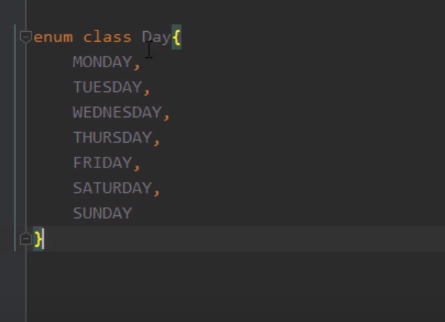 enum class Day{
MONDAY,
TUESDAY,
WEDNESDAY,
THURSDAY,
FRIDAY,
SATURDAY,
SUNDAY
}